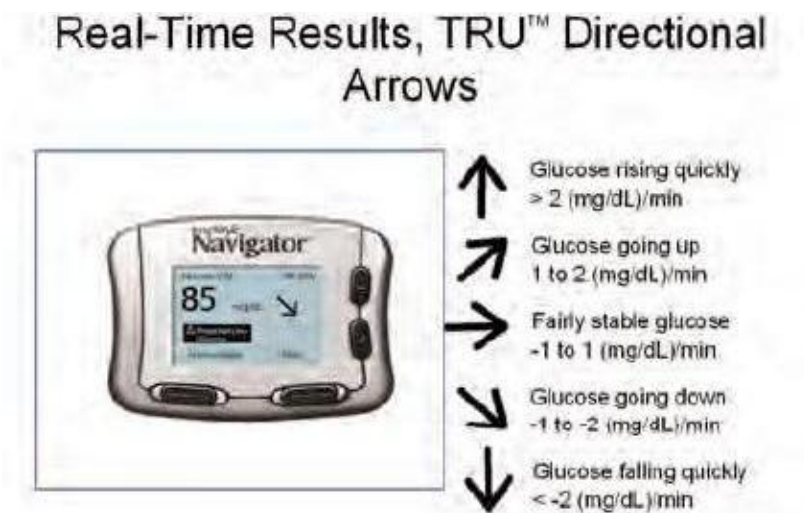 Real-Time Results, TRU™ Directional
Arrows
Navigator
85
mg/dL
Glucose rising quickly
> 2 (mg/dL)/min
Glucose going up
1 to 2 (mg/dL)/min
Fairly stable glucose
-1 to 1 (mg/dL)/min
Glucose going down
-1 to -2 (mg/dL)/min
Glucose falling quickly
< -2 (mg/dL)/min